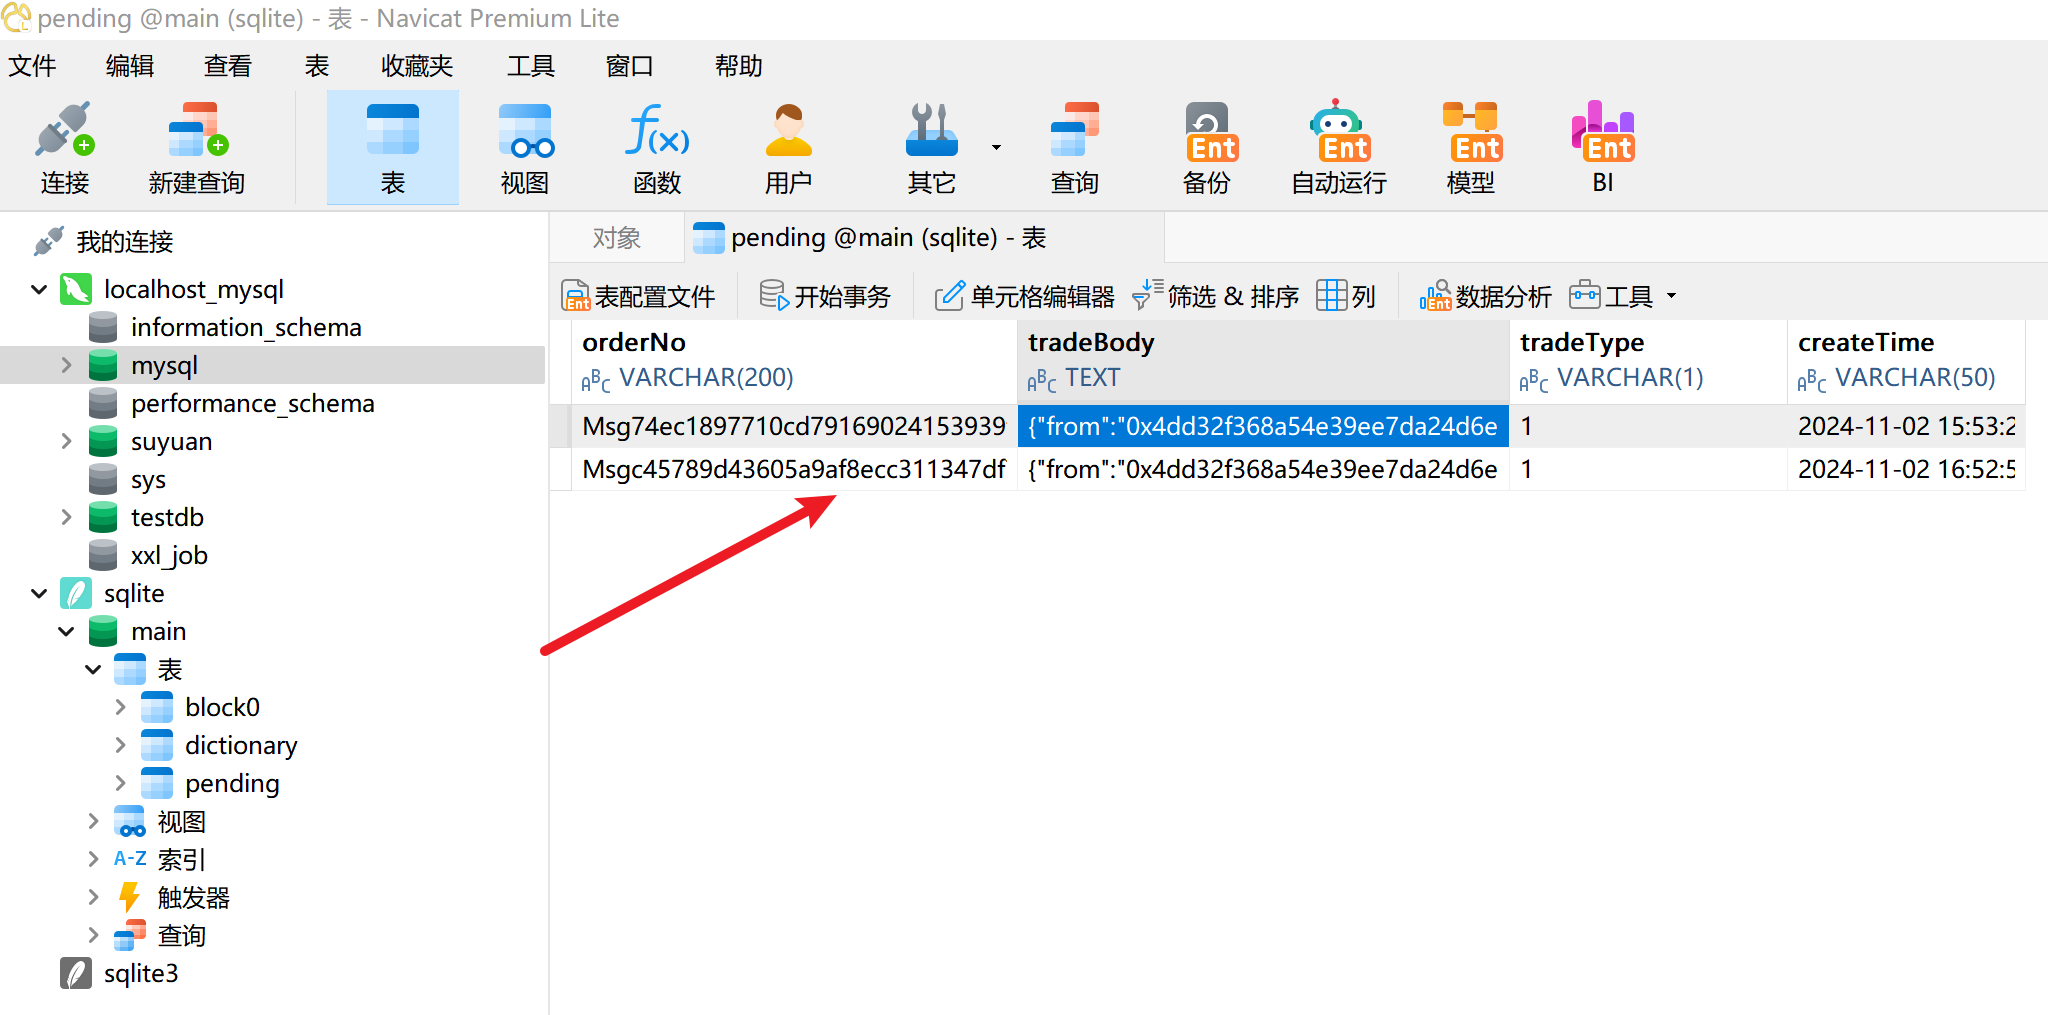 pending @main (sqlite) - 表 - Navicat Premium Lite
文件 编辑 查看 表 收藏夹 工具 窗口 帮助
连接 新建查询 表 视图 函数 用户 其它 查询 备份 自动运行 模型 BI
f(x) Ent Ent Ent Ent
我的连接
localhost_mysql
information_schema
mysql
performance_schema
suyuan
sys
testdb
xxl_job
sqlite
main
表
block0
dictionary
pending
视图
A-Z 索引
触发器
查询
sqlite3
对象 pending @main (sqlite) - 表
Ent 表配置文件 开始事务 单元格编辑器 筛选 & 排序 列 Ent 数据分析 工具
orderNo tradeBody tradeType createTime
ABC VARCHAR(200) ABC TEXT ABC VARCHAR(1) ABC VARCHAR(50)
Msg74ec1897710cd79169024153939 {"from":"0x4dd32f368a54e39ee7da24d6e 1 2024-11-02 15:53:2
Msgc45789d43605a9af8ecc311347df {"from":"0x4dd32f368a54e39ee7da24d6e 1 2024-11-02 16:52:5